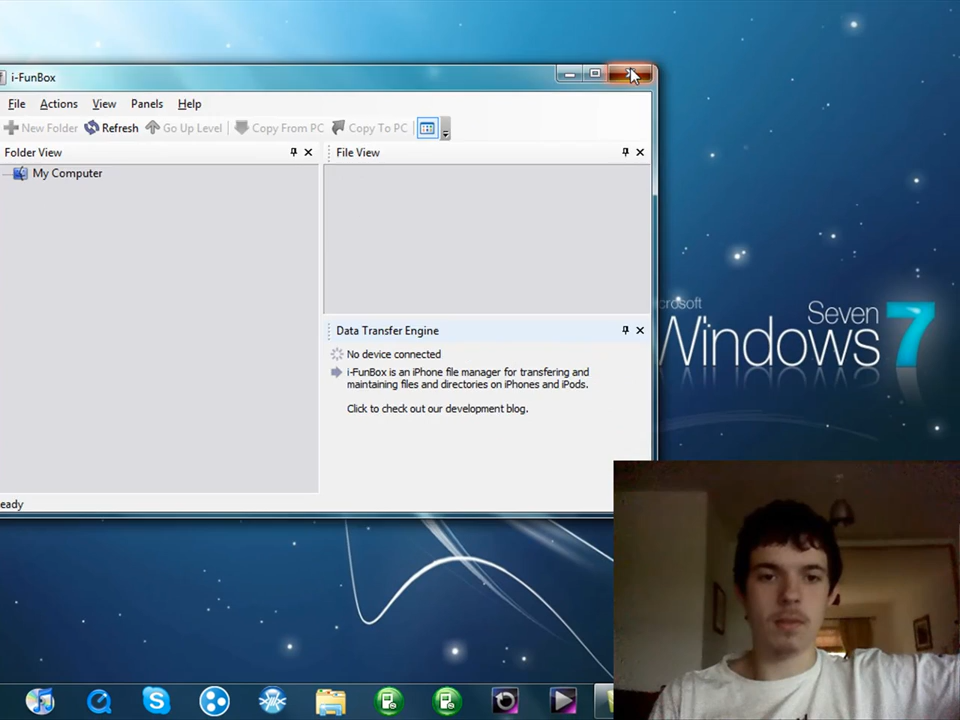 i-FunBox
File Actions View Panels Help
New Folder Refresh Go Up Level Copy From PC Copy To PC
Folder View
File View
My Computer
Data Transfer Engine
No device connected
i-FunBox is an iPhone file manager for transfering and
maintaining files and directories on iPhones and iPods.
Click to check out our development blog.
eady
crosoft
Seven
Windows 7